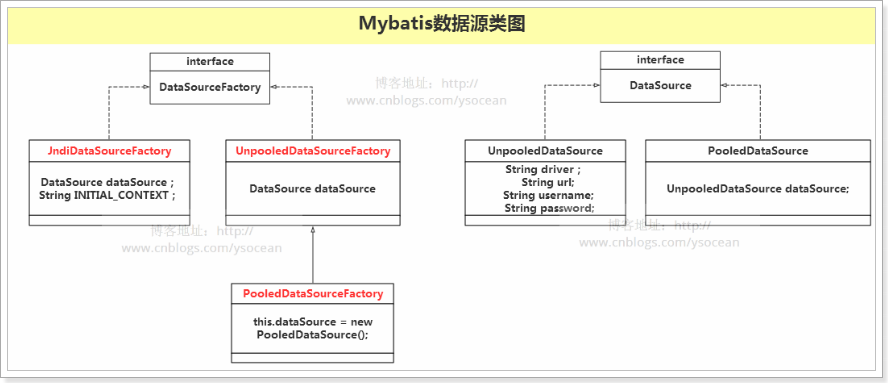 Mybatis数据源类图
interface
DataSourceFactory
interface
DataSource
博客地址：http://
www.cnblogs.com/ysocean
JndiDataSourceFactory
DataSource dataSource ;
String INITIAL_CONTEXT ;
UnpooledDataSourceFactory
DataSource dataSource
UnpooledDataSource
String driver ;
String url;
String username;
String password;
PooledDataSource
UnpooledDataSource dataSource;
博客地址：http://
www.cnblogs.com/ysocean
博客地址：http://
www.cnblogs.com/ysocean
PooledDataSourceFactory
this.dataSource = new
PooledDataSource();